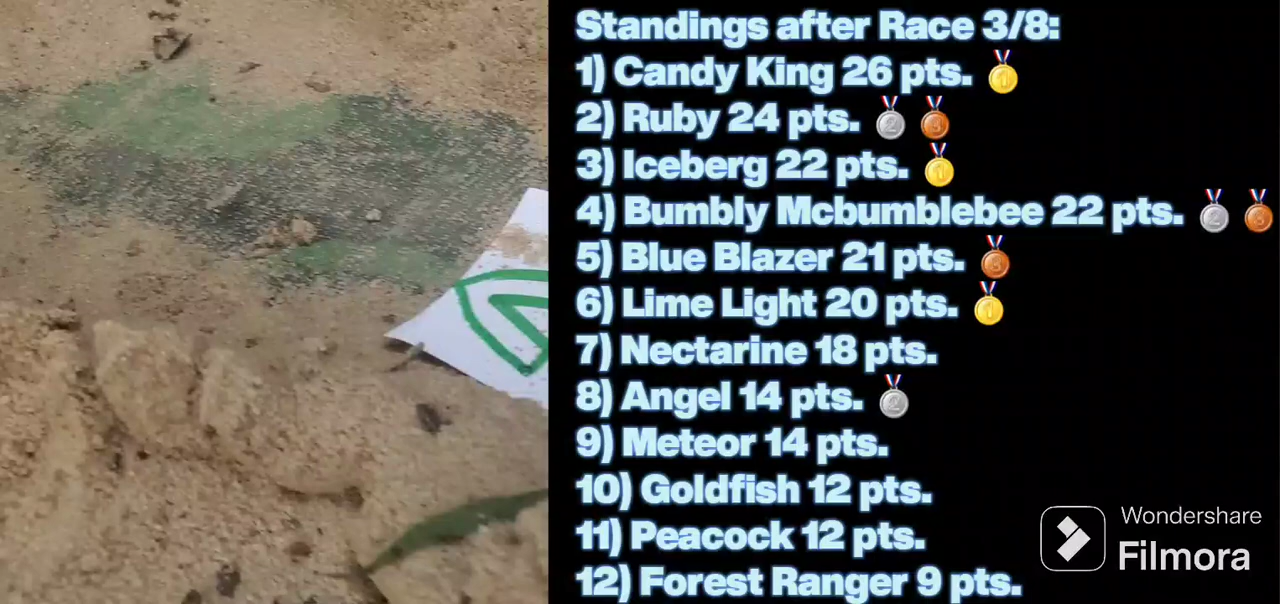 Standings after Race 3/8:
1) Candy King 26 pts. 🥇
2) Ruby 24 pts. 🥈 🥉
3) Iceberg 22 pts. 🥇
4) Bumbly Mcbumblebee 22 pts. 🥈 🥉
5) Blue Blazer 21 pts. 🥉
6) Lime Light 20 pts. 🥇
7) Nectarine 18 pts.
8) Angel 14 pts. 🥈
9) Meteor 14 pts.
10) Goldfish 12 pts.
11) Peacock 12 pts.
12) Forest Ranger 9 pts.
Wondershare
Filmora